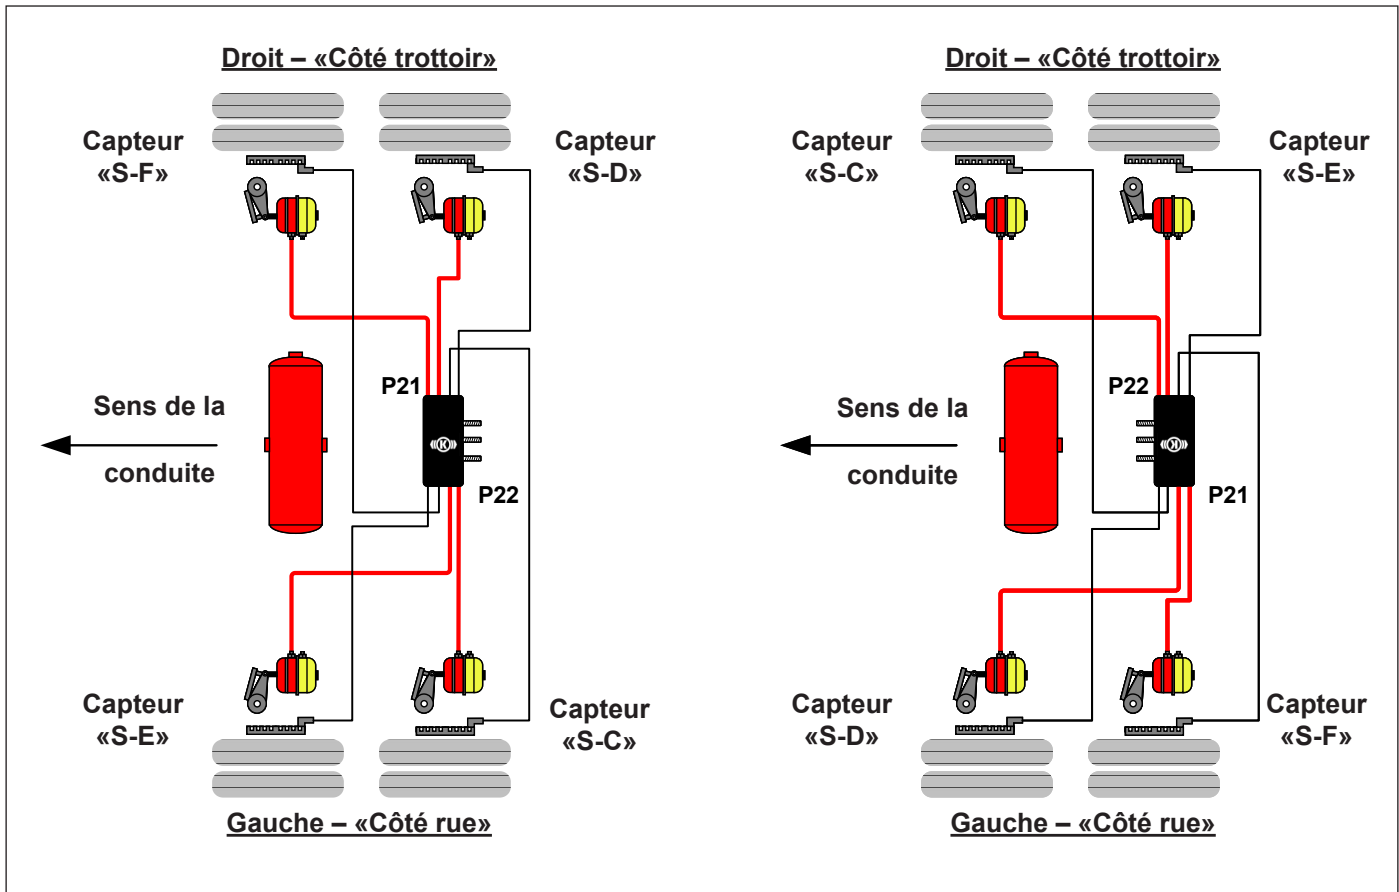 Droit – «Côté trottoir»
Capteur
«S-F»
Capteur
«S-D»
P21
Sens de la
conduite
K
P22
Capteur
«S-E»
Capteur
«S-C»
Gauche – «Côté rue»
Droit – «Côté trottoir»
Capteur
«S-C»
Capteur
«S-E»
P22
Sens de la
conduite
K
P21
Capteur
«S-D»
Capteur
«S-F»
Gauche – «Côté rue»